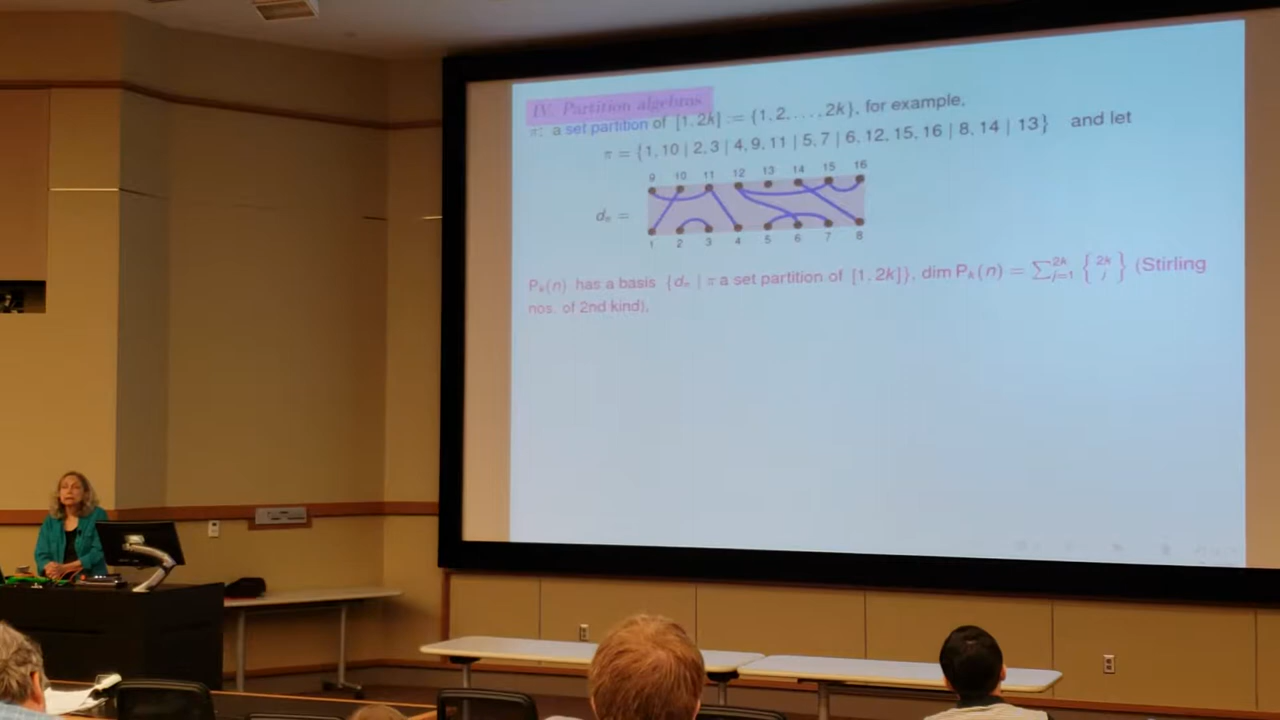 IV. Partition algebras
π: a set partition of [1, 2k] := {1, 2, . . . , 2k}, for example,
π = {1, 10 | 2, 3 | 4, 9, 11 | 5, 7 | 6, 12, 15, 16 | 8, 14 | 13} and let
9 10 11 12 13 14 15 16
dπ =
1 2 3 4 5 6 7 8
Pk(n) has a basis {dπ | π a set partition of [1, 2k]}, dim Pk(n) = ∑2k j=1 {2k j} (Stirling
nos. of 2nd kind),